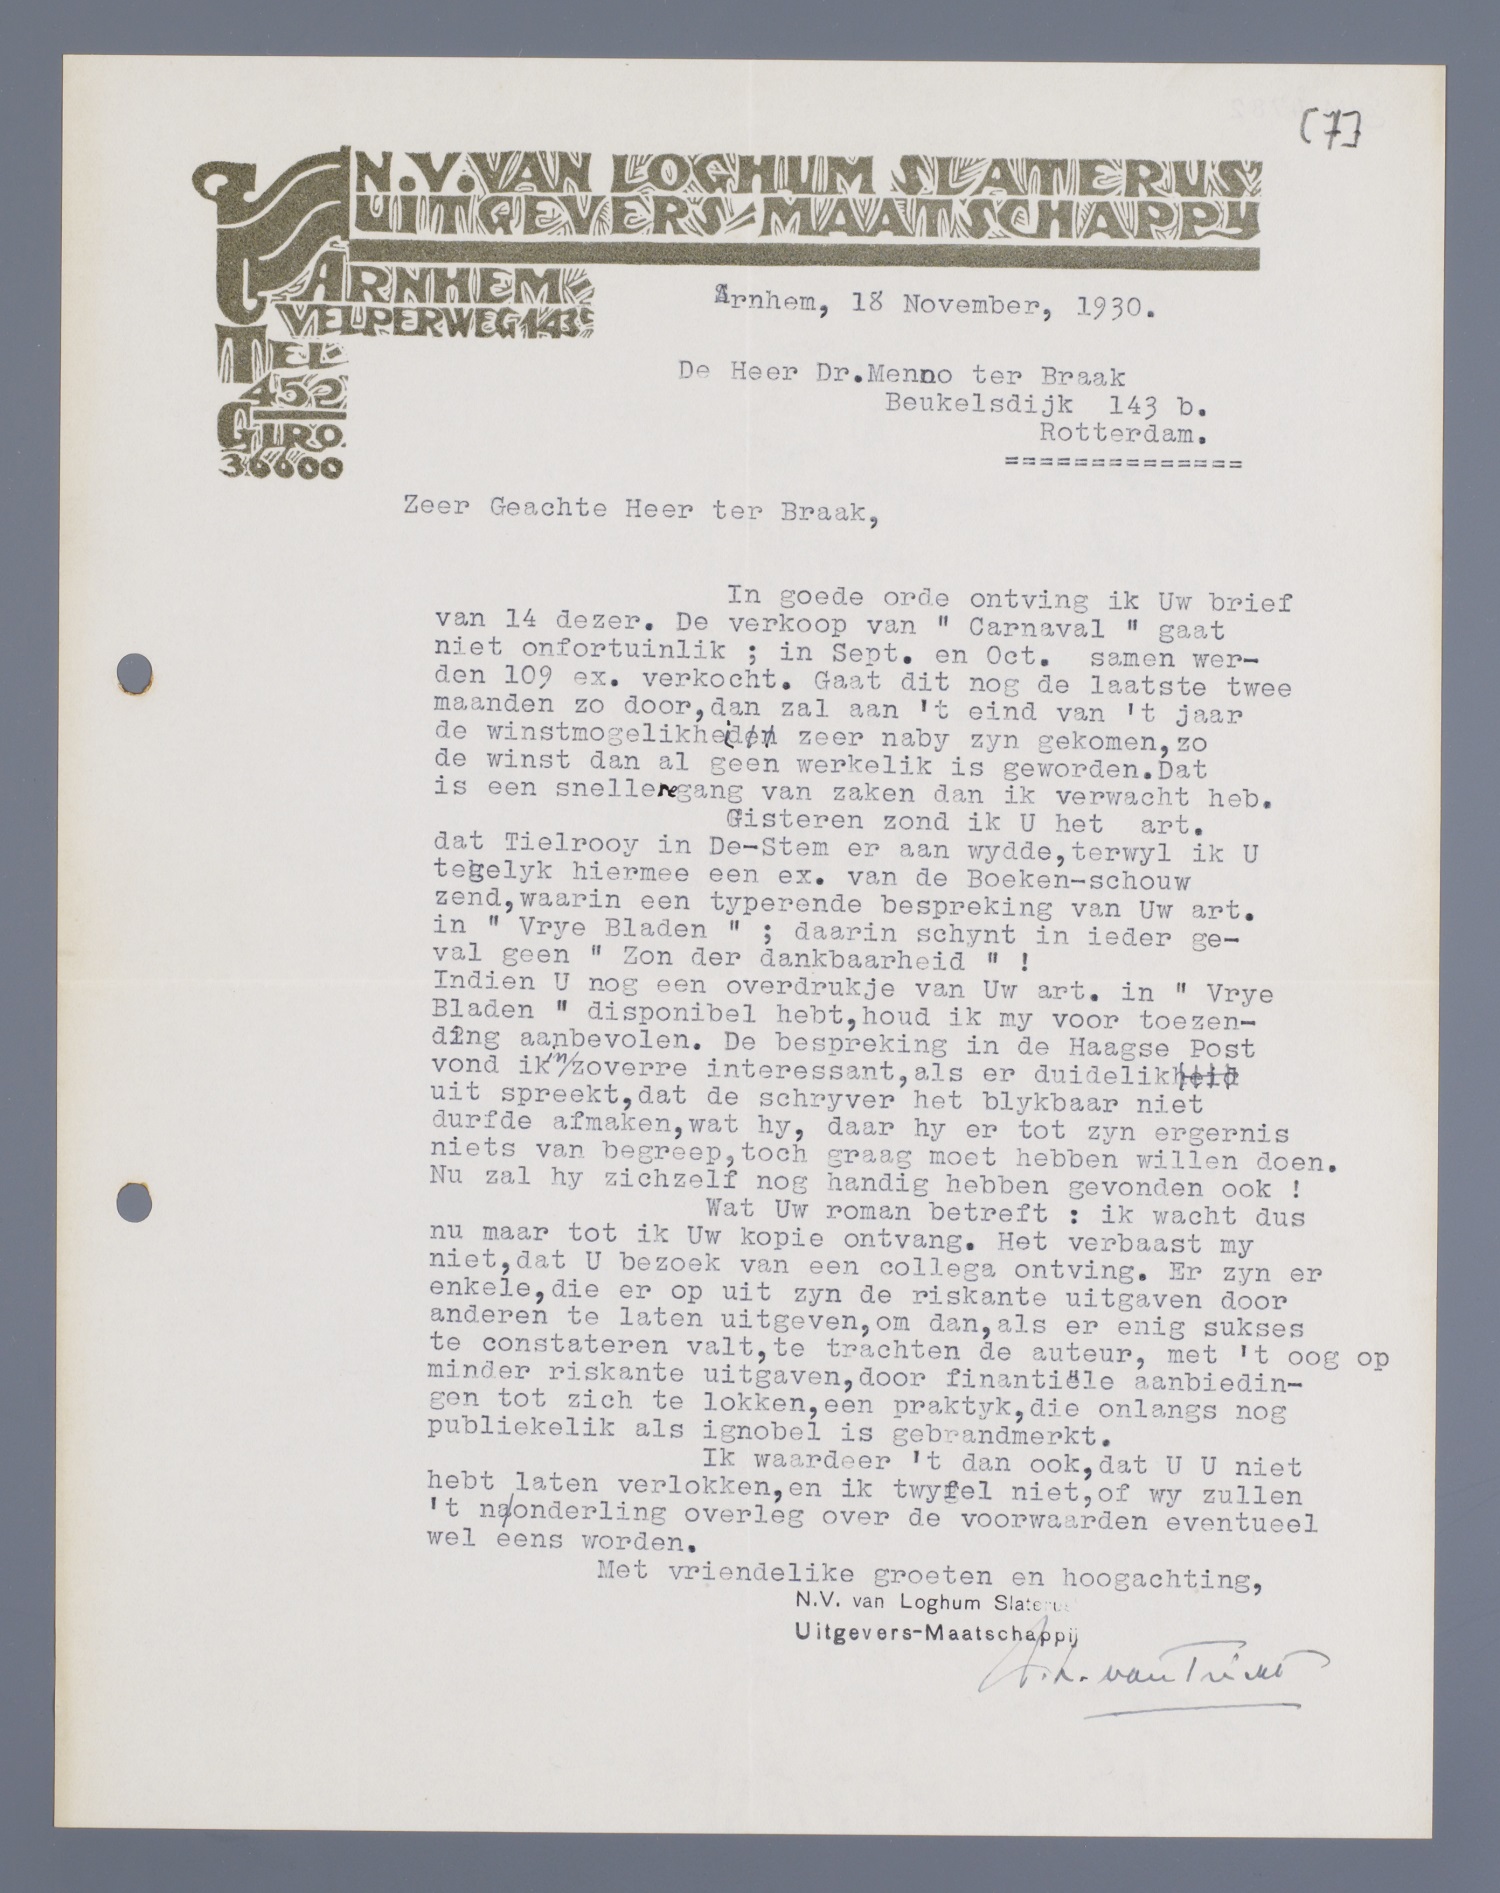 [7]
N.V. VAN LOGHUM SLATERUS
UITGEVERS-MAATSCHAPPY
ARNHEM
VELPERWEG 143c
TEL.
452
GIRO.
36600
Arnhem, 18 November, 1930.
De Heer Dr.Menno ter Braak
Beukelsdijk 143 b.
Rotterdam.
==============
Zeer Geachte Heer ter Braak,
In goede orde ontving ik Uw brief
van 14 dezer. De verkoop van " Carnaval " gaat
niet onfortuinlik ; in Sept. en Oct. samen wer-
den 109 ex. verkocht. Gaat dit nog de laatste twee
maanden zo door,dan zal aan 't eind van 't jaar
de winstmogelikheid zeer naby zyn gekomen,zo
de winst dan al geen werkelik is geworden.Dat
is een snellere gang van zaken dan ik verwacht heb.
Gisteren zond ik U het art.
dat Tielrooy in De-Stem er aan wydde,terwyl ik U
tegelyk hiermee een ex. van de Boeken-schouw
zend,waarin een typerende bespreking van Uw art.
in " Vrye Bladen " ; daarin schynt in ieder ge-
val geen " Zon der dankbaarheid " !
Indien U nog een overdrukje van Uw art. in " Vrye
Bladen " disponibel hebt,houd ik my voor toezen-
ding aanbevolen. De bespreking in de Haagse Post
vond ik in/zoverre interessant,als er duidelik
uit spreekt,dat de schryver het blykbaar niet
durfde afmaken,wat hy, daar hy er tot zyn ergernis
niets van begreep,toch graag moet hebben willen doen.
Nu zal hy zichzelf nog handig hebben gevonden ook !
Wat Uw roman betreft : ik wacht dus
nu maar tot ik Uw kopie ontvang. Het verbaast my
niet,dat U bezoek van een collega ontving. Er zyn er
enkele,die er op uit zyn de riskante uitgaven door
anderen te laten uitgeven,om dan,als er enig sukses
te constateren valt,te trachten de auteur, met 't oog op
minder riskante uitgaven,door finantiële aanbiedin-
gen tot zich te lokken,een praktyk,die onlangs nog
publiekelik als ignobel is gebrandmerkt.
Ik waardeer 't dan ook,dat U U niet
hebt laten verlokken,en ik twyfel niet,of wy zullen
't na/onderling overleg over de voorwaarden eventueel
wel eens worden.
Met vriendelike groeten en hoogachting,
N.V. van Loghum Slaterus
Uitgevers-Maatschappij
van Tricht